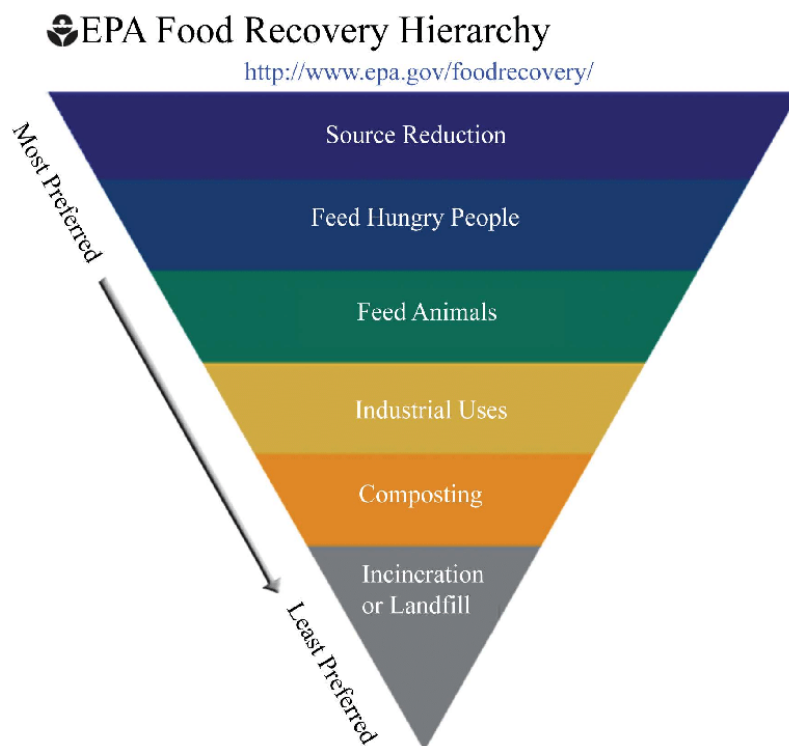 EPA Food Recovery Hierarchy
http://www.epa.gov/foodrecovery/
Most Preferred
Source Reduction
Feed Hungry People
Feed Animals
Industrial Uses
Composting
Incineration
or Landfill
Least Preferred